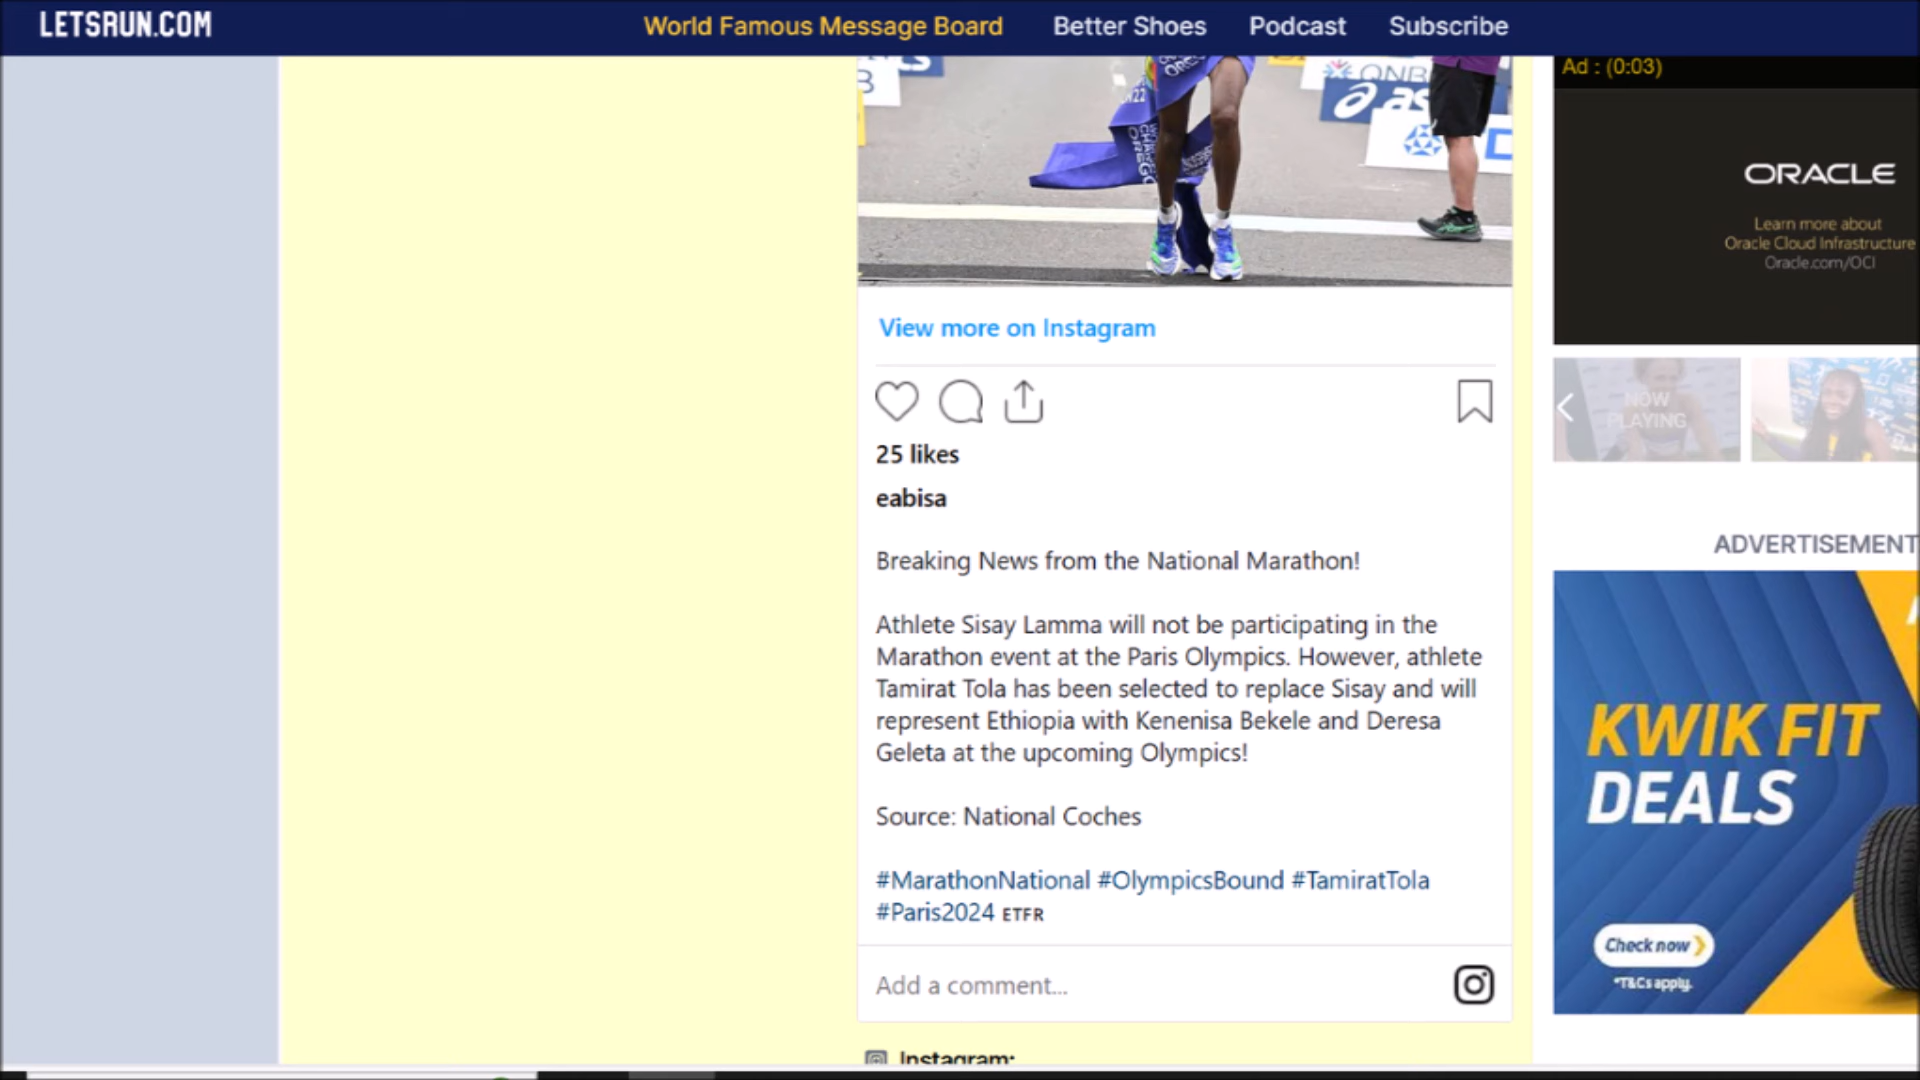 LETSRUN.COM
World Famous Message Board
Better Shoes
Podcast
Subscribe
Ad : (0:03)
OREG
asi
ORACLE
Learn more about
Oracle Cloud Infrastructure
Oracle.com/OCI
NOW
PLAYING
View more on Instagram
25 likes
eabisa
Breaking News from the National Marathon!
Athlete Sisay Lamma will not be participating in the
Marathon event at the Paris Olympics. However, athlete
Tamirat Tola has been selected to replace Sisay and will
represent Ethiopia with Kenenisa Bekele and Deresa
Geleta at the upcoming Olympics!
Source: National Coches
#MarathonNational #OlympicsBound #TamiratTola
#Paris2024 ETFR
Add a comment...
Instagram:
ADVERTISEMENT
KWIK FIT
DEALS
Check now
*T&Cs apply.